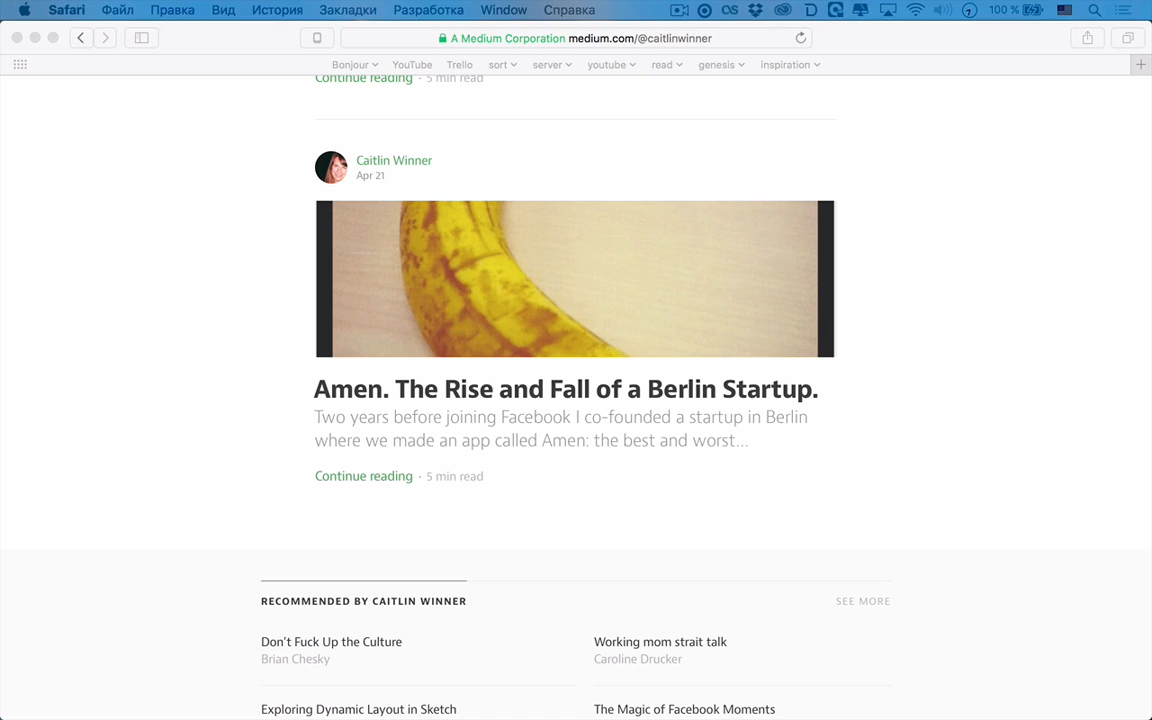 Safari Файл Правка Вид История Закладки Разработка Window Справка 100 %
A Medium Corporation medium.com/@caitlinwinner
Bonjour YouTube Trello sort server youtube read genesis inspiration
Continue reading · 5 min read
Caitlin Winner
Apr 21
Amen. The Rise and Fall of a Berlin Startup.
Two years before joining Facebook I co-founded a startup in Berlin
where we made an app called Amen: the best and worst...
Continue reading · 5 min read
RECOMMENDED BY CAITLIN WINNER SEE MORE
Don't Fuck Up the Culture
Brian Chesky
Working mom strait talk
Caroline Drucker
Exploring Dynamic Layout in Sketch
The Magic of Facebook Moments